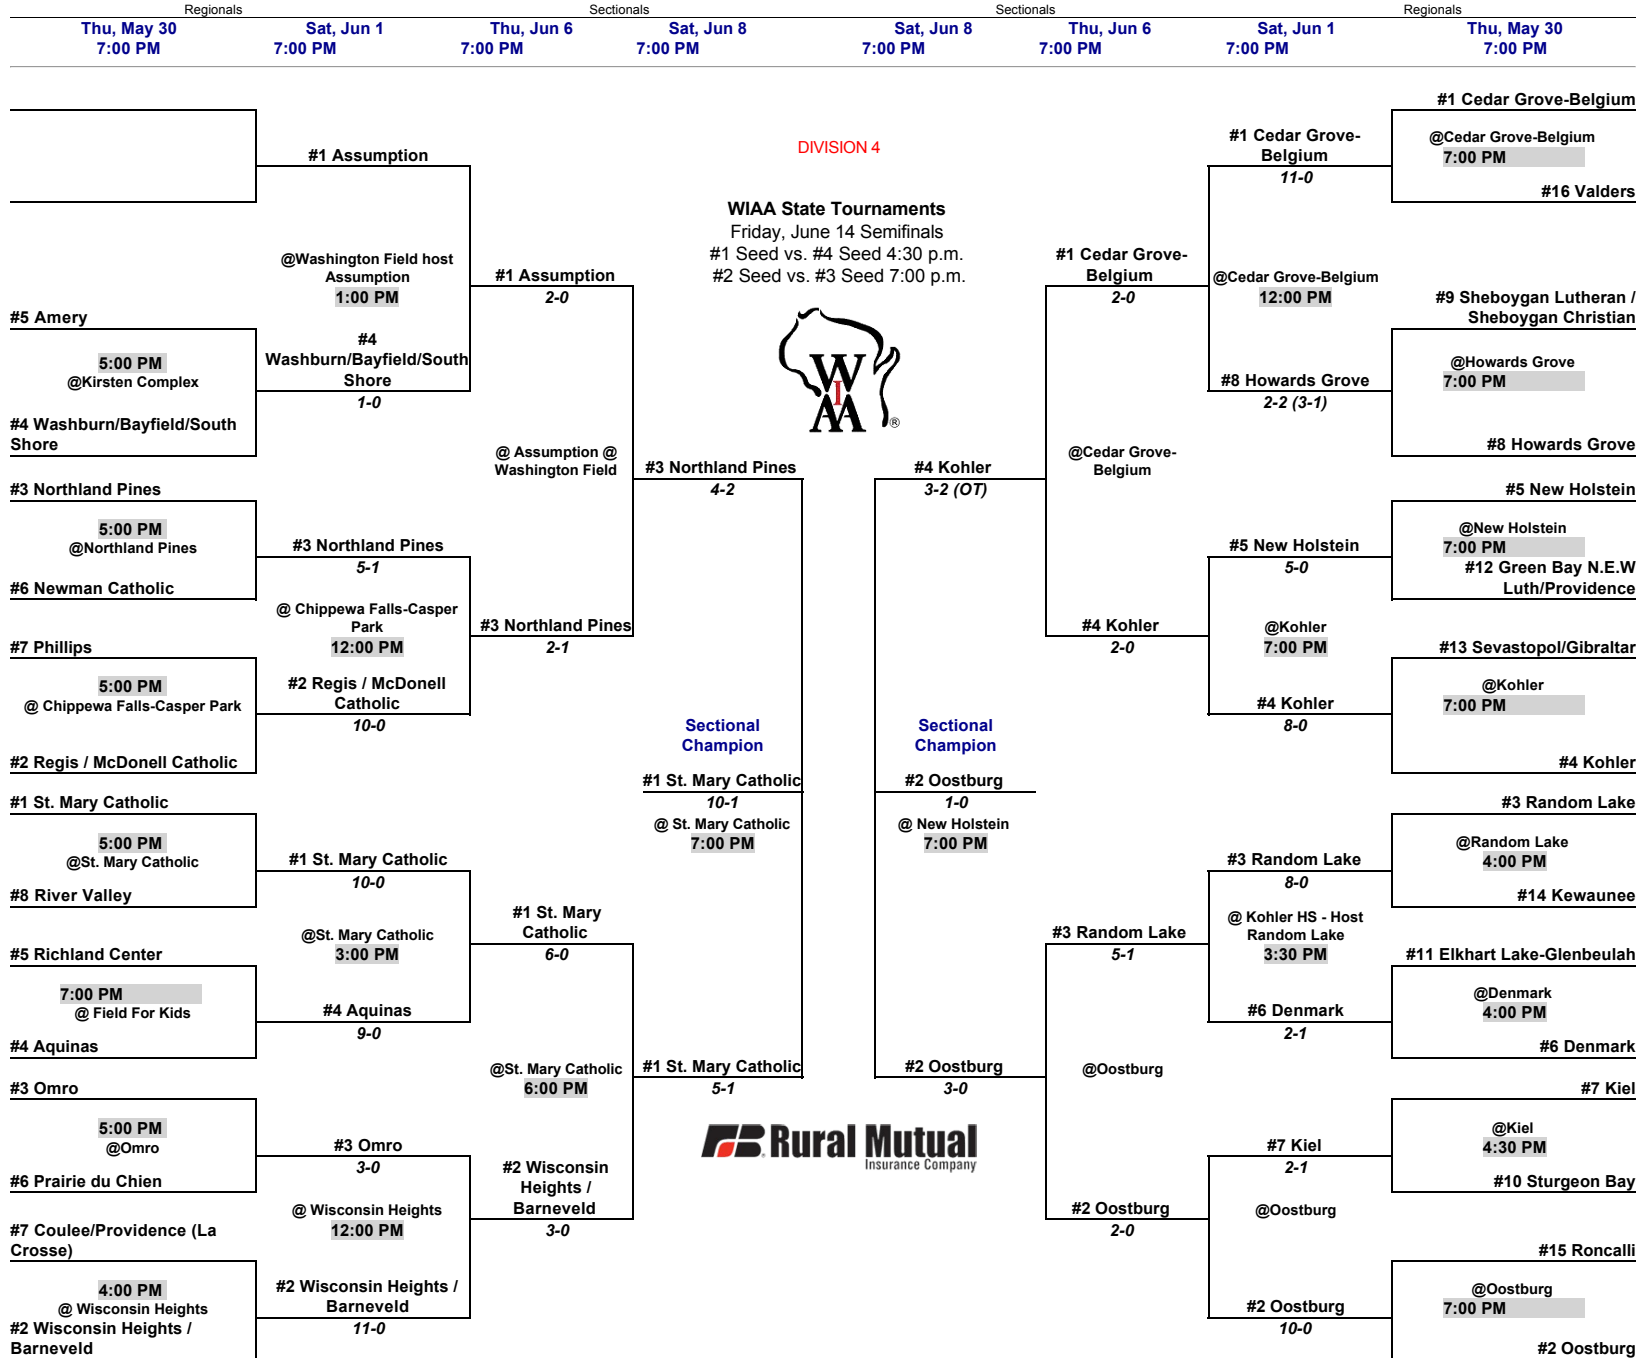 Regionals
Sectionals
Sectionals
Regionals
Thu, May 30
7:00 PM
Sat, Jun 1
7:00 PM
Thu, Jun 6
7:00 PM
Sat, Jun 8
7:00 PM
Sat, Jun 8
7:00 PM
Thu, Jun 6
7:00 PM
Sat, Jun 1
7:00 PM
Thu, May 30
7:00 PM
#5 Amery
5:00 PM
@Kirsten Complex
#4 Washburn/Bayfield/South
Shore
#3 Northland Pines
5:00 PM
@Northland Pines
#6 Newman Catholic
#7 Phillips
5:00 PM
@ Chippewa Falls-Casper Park
#2 Regis / McDonell Catholic
#1 St. Mary Catholic
5:00 PM
@St. Mary Catholic
#8 River Valley
#5 Richland Center
7:00 PM
@ Field For Kids
#4 Aquinas
#3 Omro
5:00 PM
@Omro
#6 Prairie du Chien
#7 Coulee/Providence (La
Crosse)
4:00 PM
@ Wisconsin Heights
#2 Wisconsin Heights /
Barneveld
#1 Assumption
@Washington Field host
Assumption
1:00 PM
#4
Washburn/Bayfield/South
Shore
1-0
#3 Northland Pines
5-1
@ Chippewa Falls-Casper
Park
12:00 PM
#2 Regis / McDonell
Catholic
10-0
#1 St. Mary Catholic
10-0
@St. Mary Catholic
3:00 PM
#4 Aquinas
9-0
#3 Omro
3-0
@ Wisconsin Heights
12:00 PM
#2 Wisconsin Heights /
Barneveld
11-0
#1 Assumption
2-0
@ Assumption @
Washington Field
#3 Northland Pines
2-1
#1 St. Mary
Catholic
6-0
@St. Mary Catholic
6:00 PM
#2 Wisconsin
Heights /
Barneveld
3-0
#3 Northland Pines
4-2
Sectional
Champion
#1 St. Mary Catholic
10-1
@ St. Mary Catholic
7:00 PM
#1 St. Mary Catholic
5-1
DIVISION 4
WIAA State Tournaments
Friday, June 14 Semifinals
#1 Seed vs. #4 Seed 4:30 p.m.
#2 Seed vs. #3 Seed 7:00 p.m.
W
I
AA
®
Rural Mutual
Insurance Company
#4 Kohler
3-2 (OT)
Sectional
Champion
#2 Oostburg
1-0
@ New Holstein
7:00 PM
#2 Oostburg
3-0
#1 Cedar Grove-
Belgium
2-0
@Cedar Grove-
Belgium
#4 Kohler
2-0
#3 Random Lake
5-1
@Oostburg
#2 Oostburg
2-0
#1 Cedar Grove-
Belgium
11-0
@Cedar Grove-Belgium
12:00 PM
#8 Howards Grove
2-2 (3-1)
#5 New Holstein
5-0
@Kohler
7:00 PM
#4 Kohler
8-0
#3 Random Lake
8-0
@ Kohler HS - Host
Random Lake
3:30 PM
#6 Denmark
2-1
#7 Kiel
2-1
@Oostburg
#2 Oostburg
10-0
#1 Cedar Grove-Belgium
@Cedar Grove-Belgium
7:00 PM
#16 Valders
#9 Sheboygan Lutheran /
Sheboygan Christian
@Howards Grove
7:00 PM
#8 Howards Grove
#5 New Holstein
@New Holstein
7:00 PM
#12 Green Bay N.E.W
Luth/Providence
#13 Sevastopol/Gibraltar
@Kohler
7:00 PM
#4 Kohler
#3 Random Lake
@Random Lake
4:00 PM
#14 Kewaunee
#11 Elkhart Lake-Glenbeulah
@Denmark
4:00 PM
#6 Denmark
#7 Kiel
@Kiel
4:30 PM
#10 Sturgeon Bay
#15 Roncalli
@Oostburg
7:00 PM
#2 Oostburg